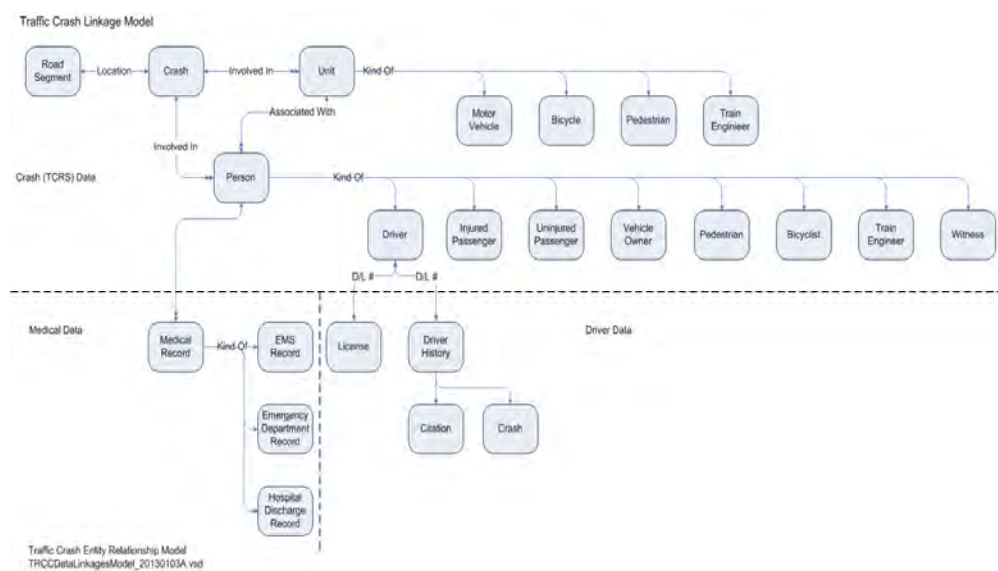 Traffic Crash Linkage Model
Road
Segment
Location
Crash
Involved In
Unit
Kind Of
Motor
Vehicle
Bicycle
Pedestrian
Train
Engineer
Associated With
Involved In
Crash (TCRS) Data
Person
Kind Of
Driver
Injured
Passenger
Uninjured
Passenger
Vehicle
Owner
Pedestrian
Bicyclist
Train
Engineer
Witness
D/L #
D/L #
Medical Data
Driver Data
Medical
Record
Kind Of
EMS
Record
License
Driver
History
Emergency
Department
Record
Citation
Crash
Hospital
Discharge
Record
Traffic Crash Entity Relationship Model
TRCCDataLinkagesModel_20130103A.vsd